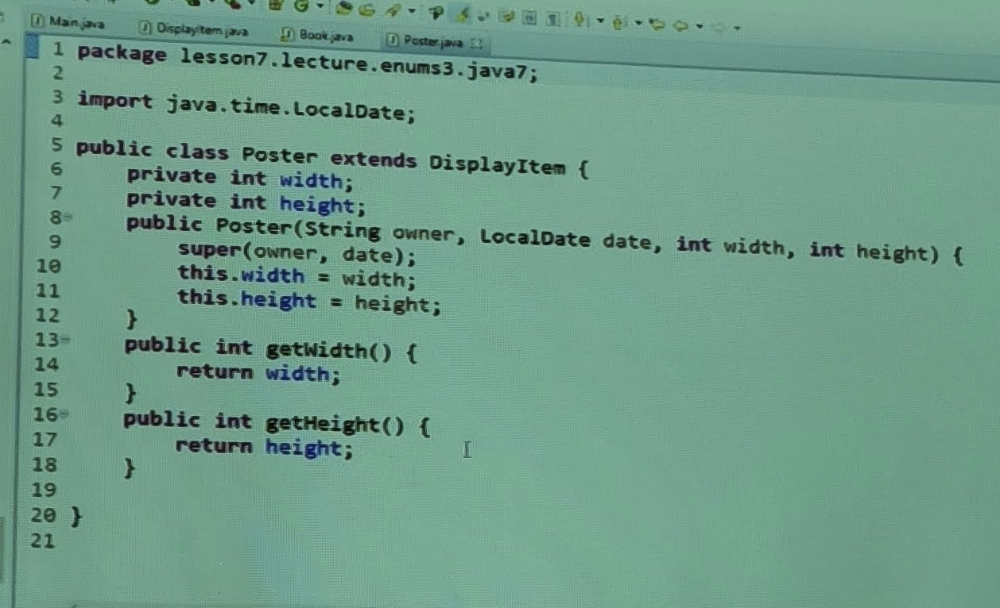 Main.java DisplayItem.java Book.java Poster.java
1 package lesson7.lecture.enums3.java7;
2
3 import java.time.LocalDate;
4
5 public class Poster extends DisplayItem {
6 private int width;
7 private int height;
8 public Poster(String owner, LocalDate date, int width, int height) {
9 super(owner, date);
10 this.width = width;
11 this.height = height;
12 }
13 public int getWidth() {
14 return width;
15 }
16 public int getHeight() {
17 return height;
18 }
19
20 }
21